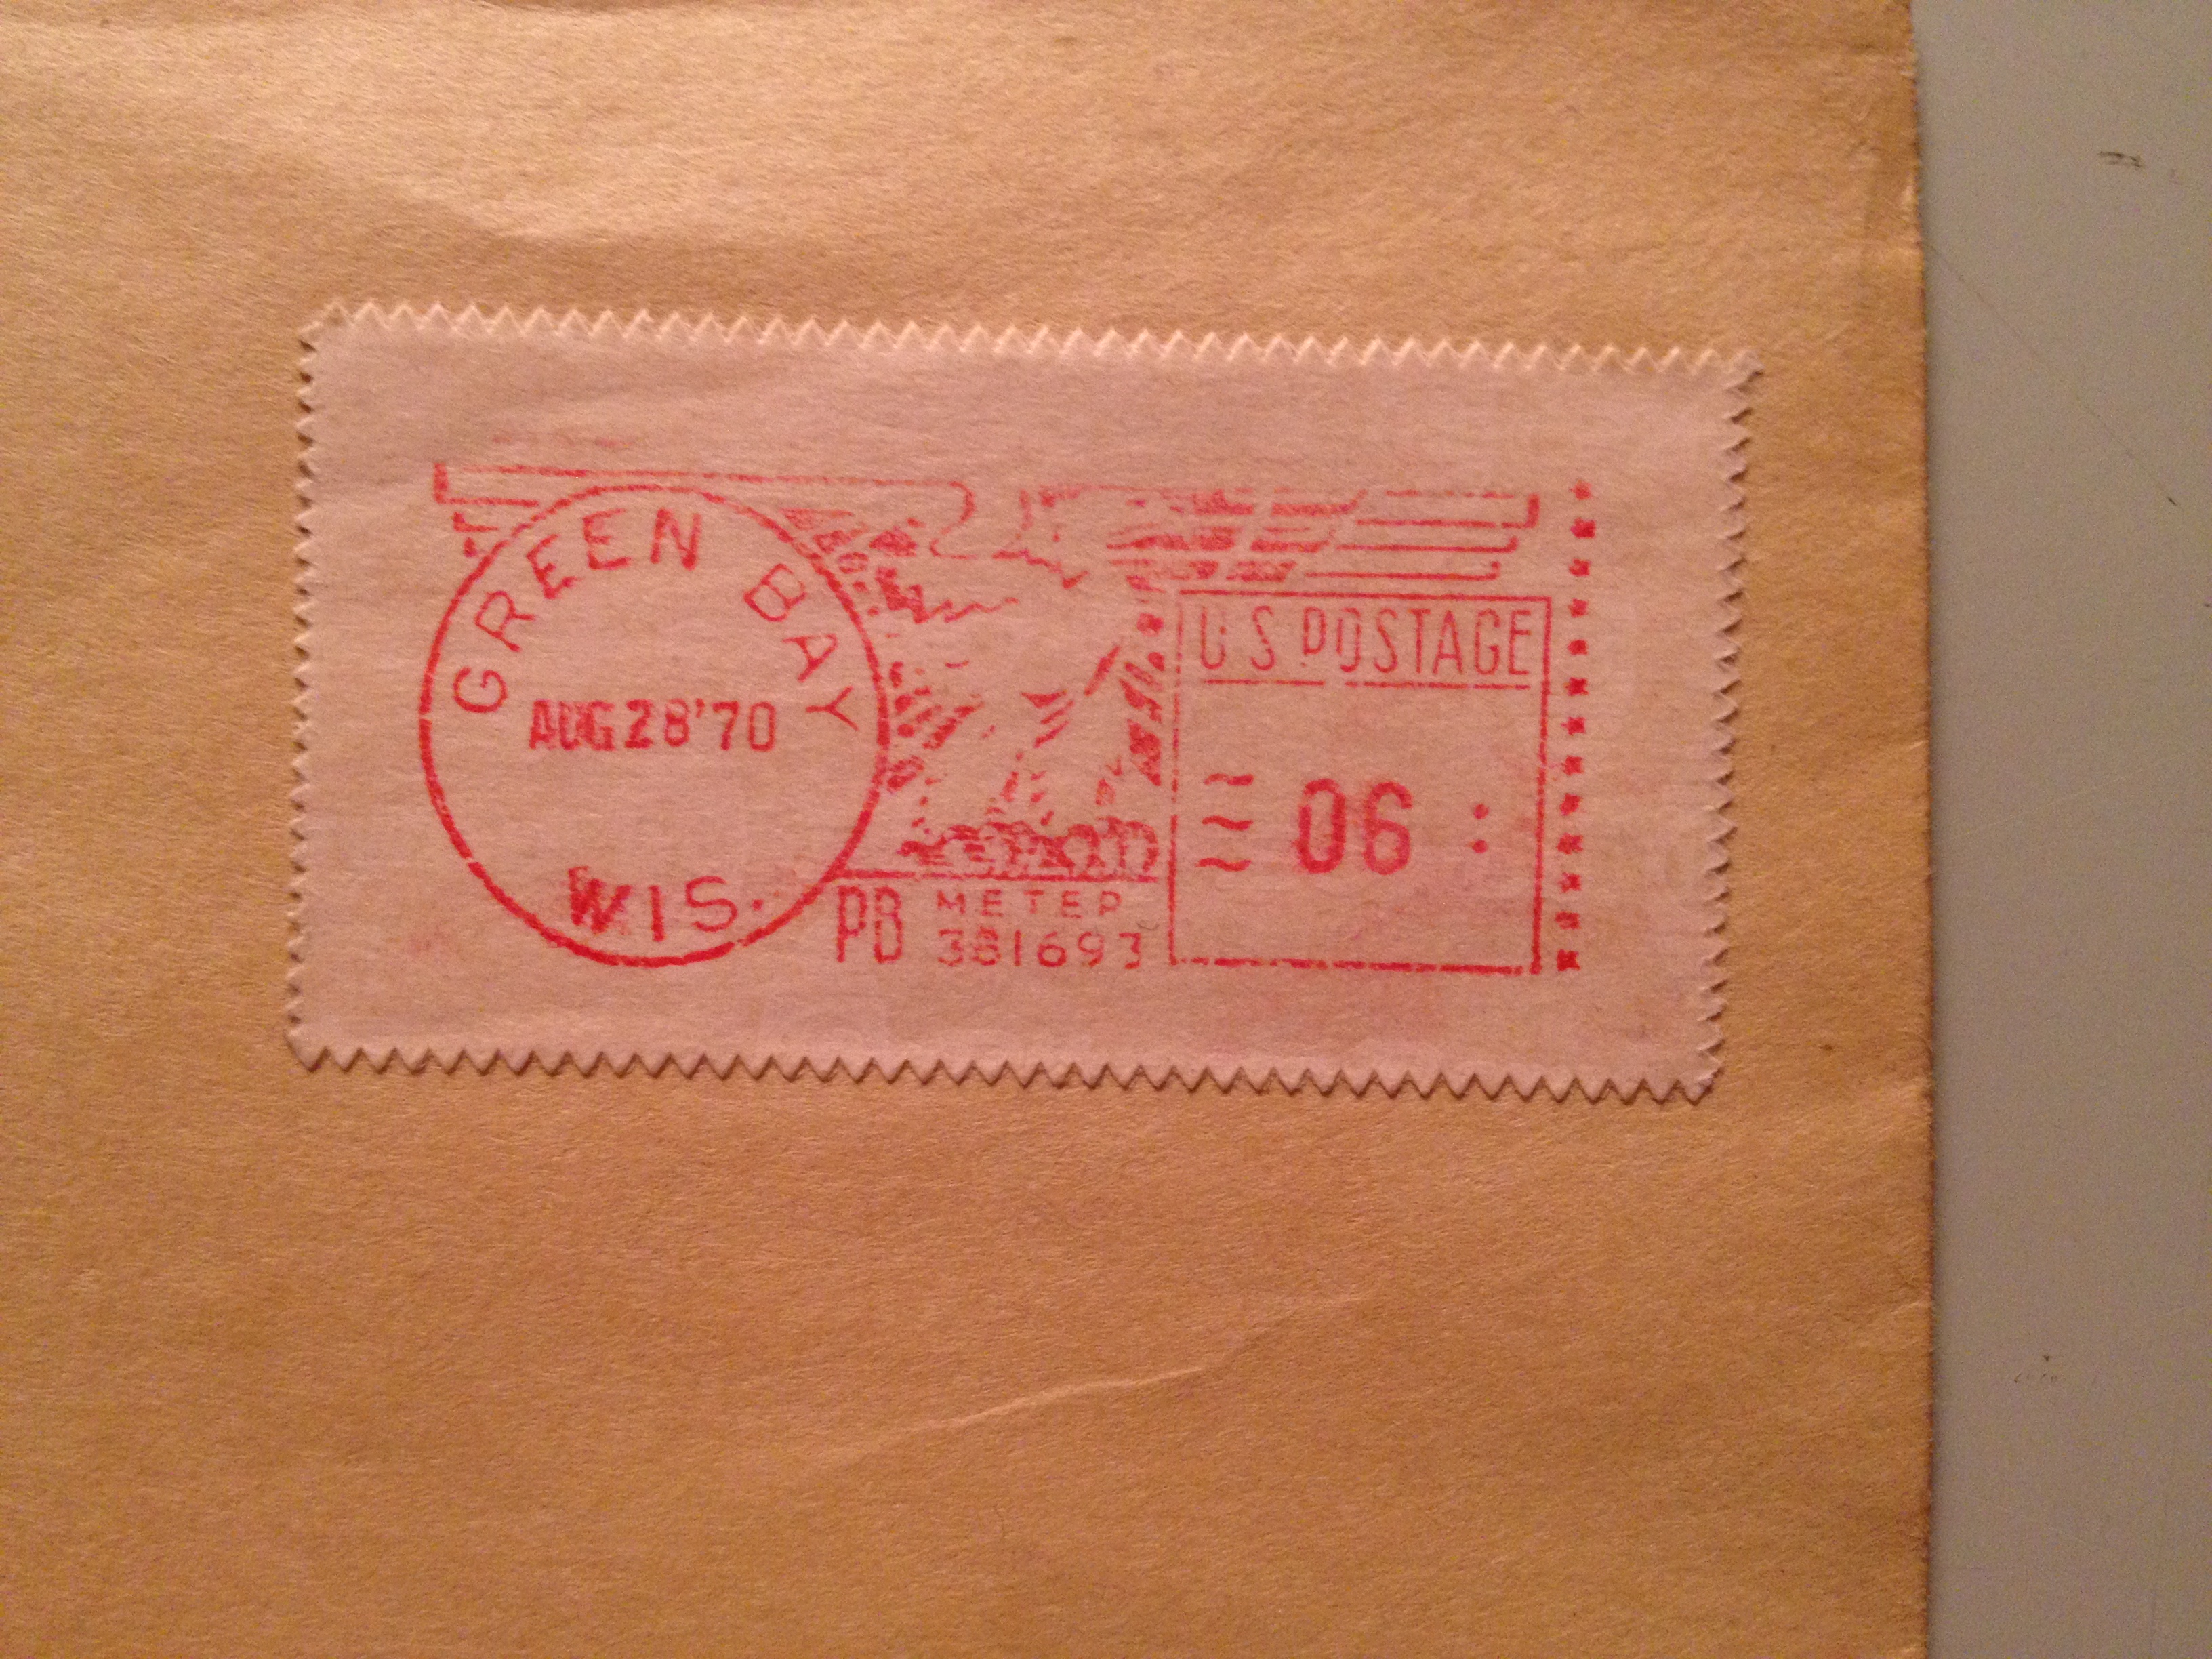 GREEN BAY
AUG 28 '70
WIS.
U S POSTAGE
06
PB METER
381693